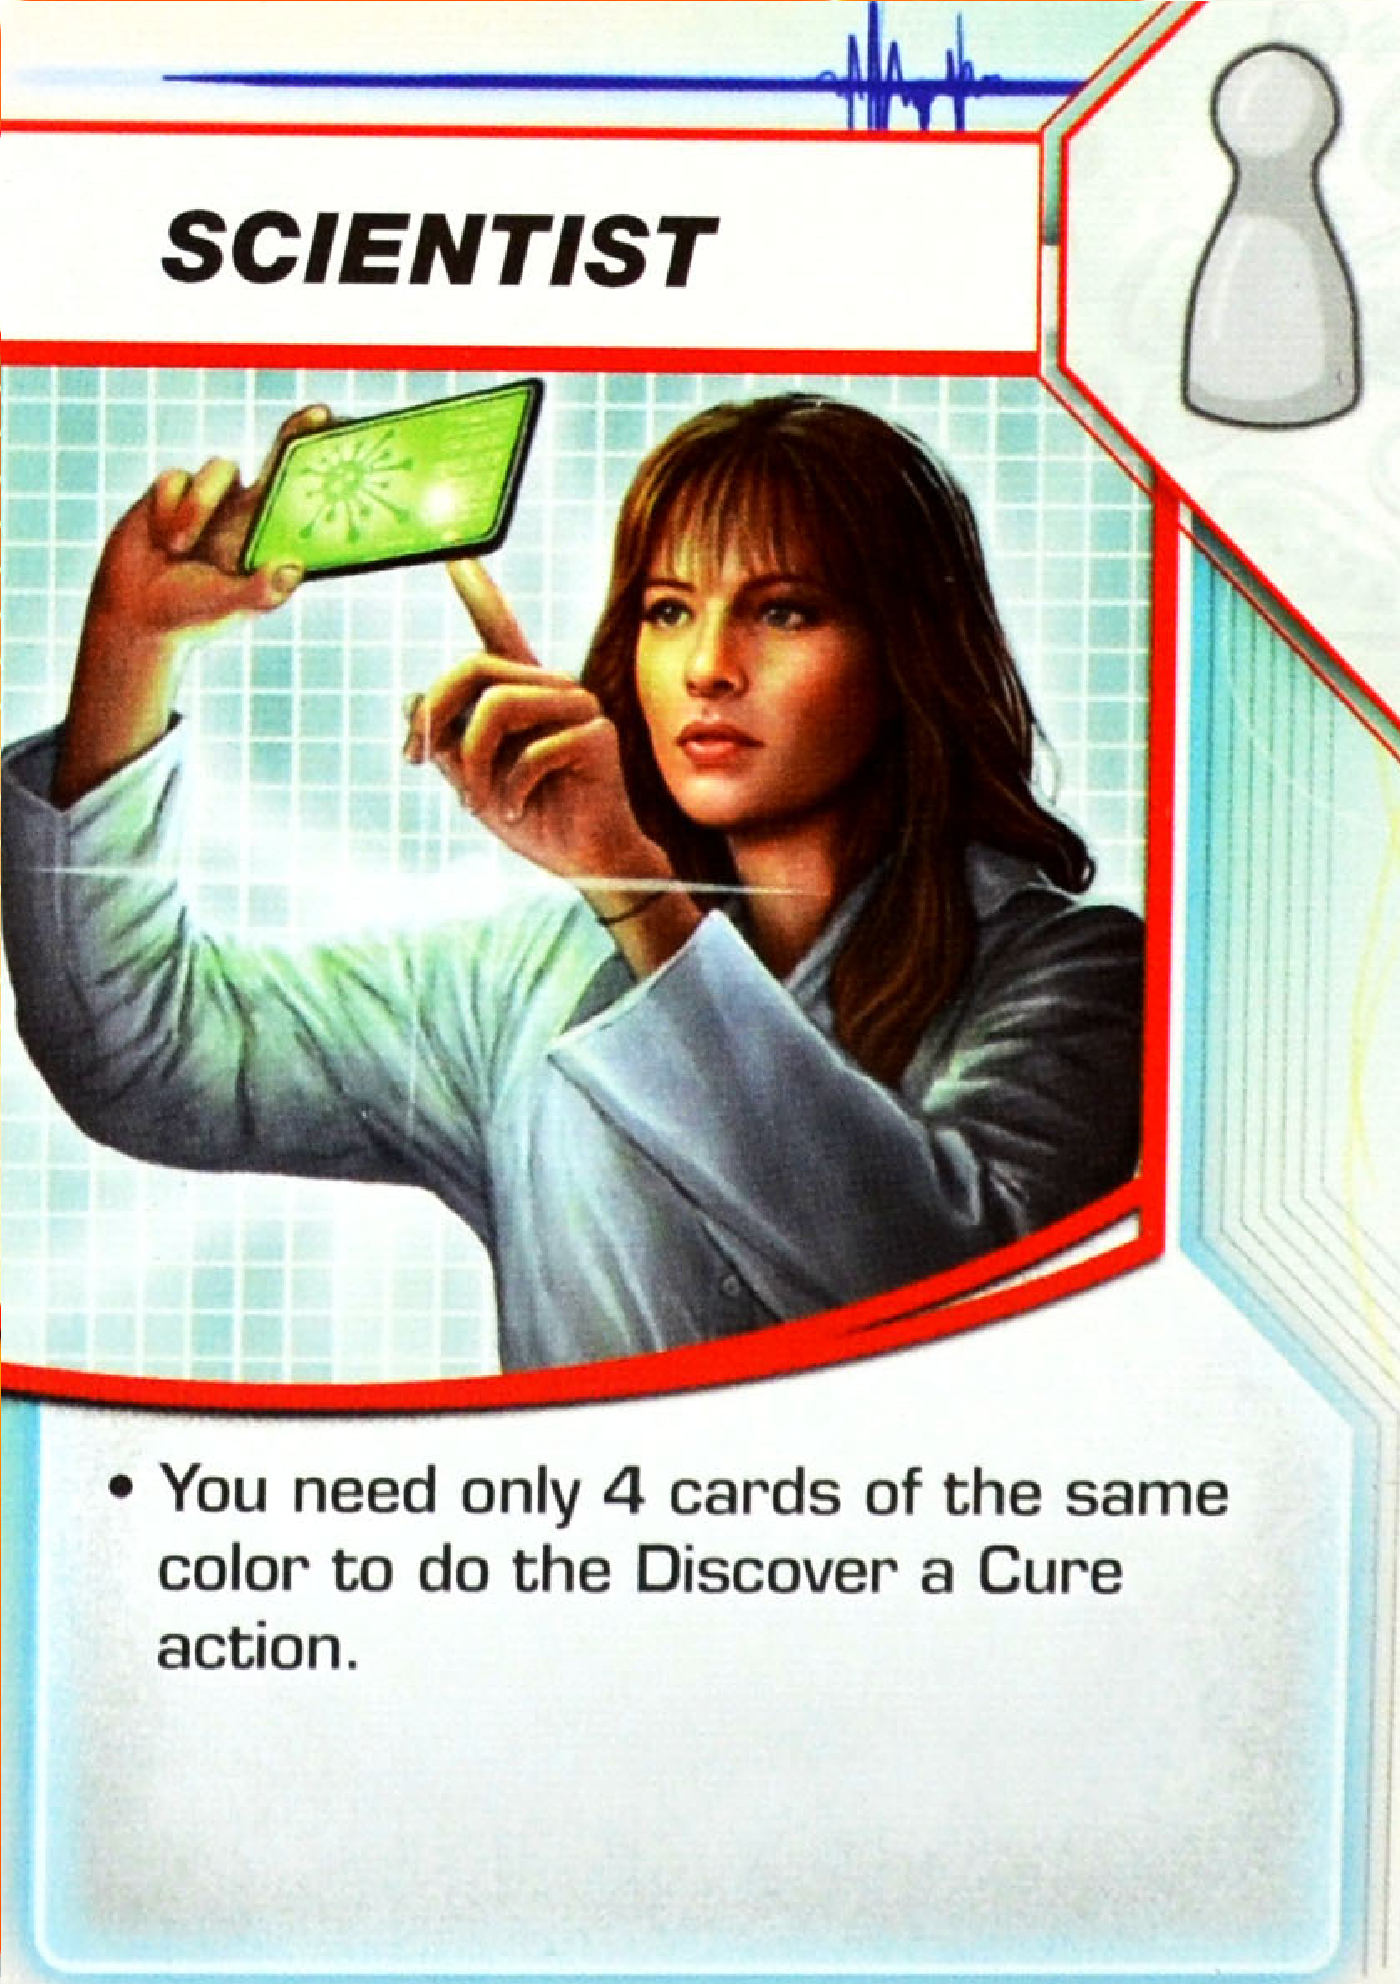 SCIENTIST
• You need only 4 cards of the same
color to do the Discover a Cure
action.